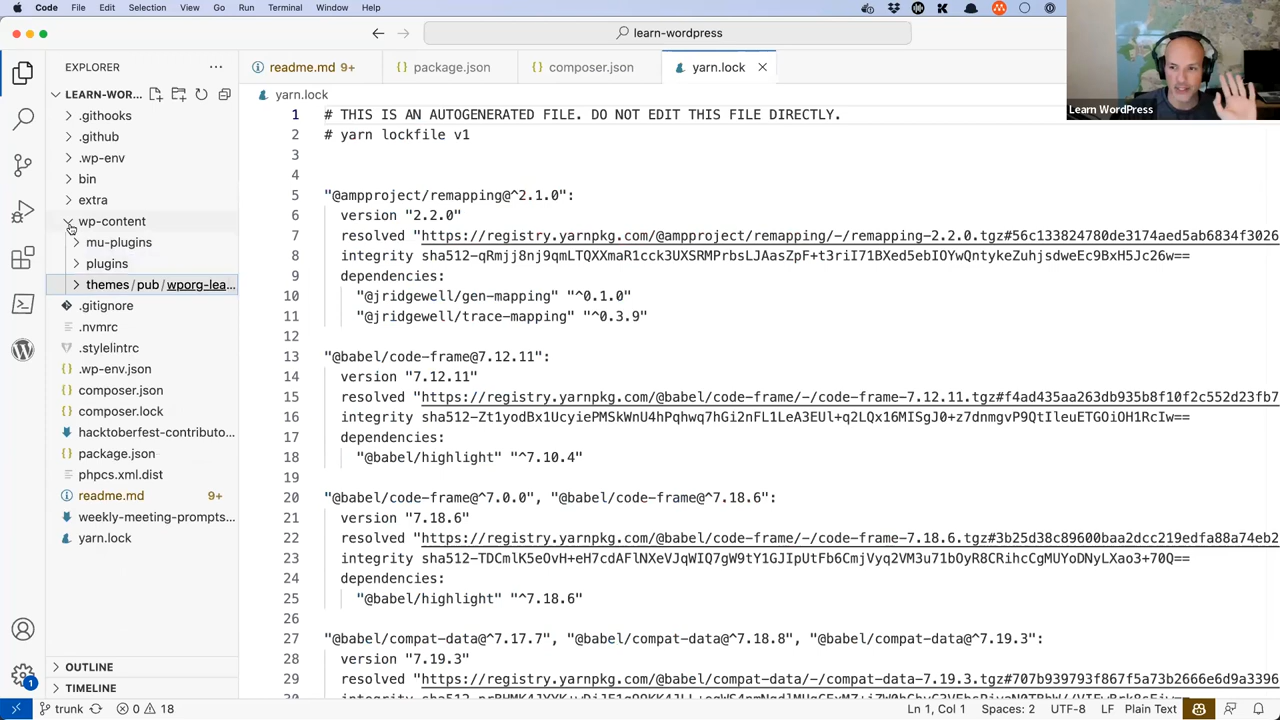 Code File Edit Selection View Go Run Terminal Window Help
learn-wordpress
Learn WordPress
EXPLORER
readme.md 9+
package.json
composer.json
yarn.lock
LEARN-WOR...
yarn.lock
.githooks
.github
.wp-env
bin
extra
wp-content
mu-plugins
plugins
themes / pub / wporg-lea...
.gitignore
.nvmrc
.stylelintrc
.wp-env.json
composer.json
composer.lock
hacktoberfest-contributo...
package.json
phpcs.xml.dist
readme.md 9+
weekly-meeting-prompts...
yarn.lock
OUTLINE
TIMELINE
1 # THIS IS AN AUTOGENERATED FILE. DO NOT EDIT THIS FILE DIRECTLY.
2 # yarn lockfile v1
3
4
5 "@ampproject/remapping@^2.1.0":
6 version "2.2.0"
7 resolved "https://registry.yarnpkg.com/@ampproject/remapping/-/remapping-2.2.0.tgz#56c133824780de3174aed5ab6834f3026
8 integrity sha512-qRmjj8nj9qmLTQXXmaR1cck3UXSRMPrbsLJAasZpF+t3riI71BXed5ebIOYwQntykeZuhjsdweEc9BxH5Jc26w==
9 dependencies:
10 "@jridgewell/gen-mapping" "^0.1.0"
11 "@jridgewell/trace-mapping" "^0.3.9"
12
13 "@babel/code-frame@7.12.11":
14 version "7.12.11"
15 resolved "https://registry.yarnpkg.com/@babel/code-frame/-/code-frame-7.12.11.tgz#f4ad435aa263db935b8f10f2c552d23fb7
16 integrity sha512-Zt1yodBx1UcyiePMSkWnU4hPqhwq7hGi2nFL1LeA3EUl+q2LQx16MISgJ0+z7dnmgvP9QtIleuETGOiOH1RcIw==
17 dependencies:
18 "@babel/highlight" "^7.10.4"
19
20 "@babel/code-frame@^7.0.0", "@babel/code-frame@^7.18.6":
21 version "7.18.6"
22 resolved "https://registry.yarnpkg.com/@babel/code-frame/-/code-frame-7.18.6.tgz#3b25d38c89600baa2dcc219edfa88a74eb2
23 integrity sha512-TDCmlK5eOvH+eH7cdAFlNXeVJqWIQ7gW9tY1GJIpUtFb6CmjVyq2VM3u71bOyR8CRihcCgMUYoDNyLXao3+70Q==
24 dependencies:
25 "@babel/highlight" "^7.18.6"
26
27 "@babel/compat-data@^7.17.7", "@babel/compat-data@^7.18.8", "@babel/compat-data@^7.19.3":
28 version "7.19.3"
29 resolved "https://registry.yarnpkg.com/@babel/compat-data/-/compat-data-7.19.3.tgz#707b939793f867f5a73b2666e6d9a3396
1
trunk 0 18
Ln 1, Col 1 Spaces: 2 UTF-8 LF Plain Text